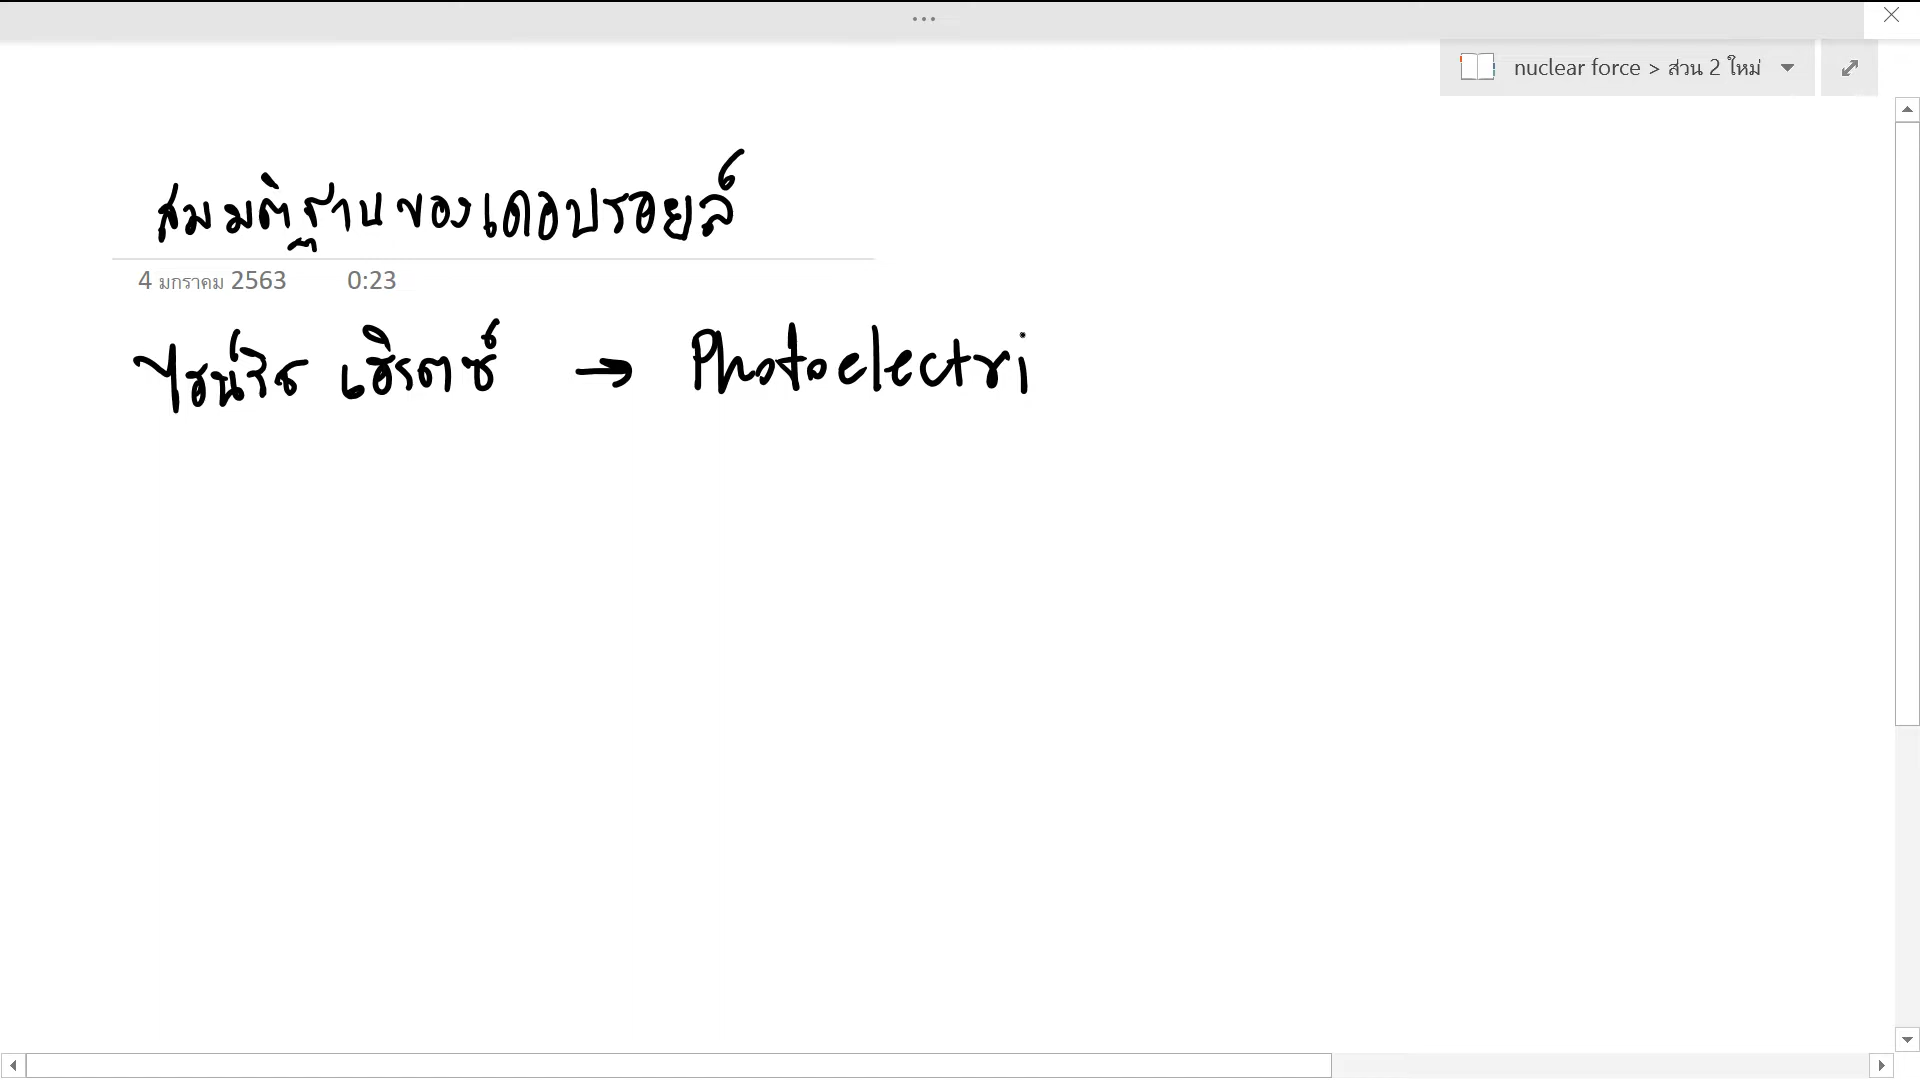 nuclear force > ส่วน 2 ใหม่
สมมติฐานของเดอบรอยล์
4 มกราคม 2563 0:23
ไฮน์ริช เฮิรตซ์ → Photoelectri